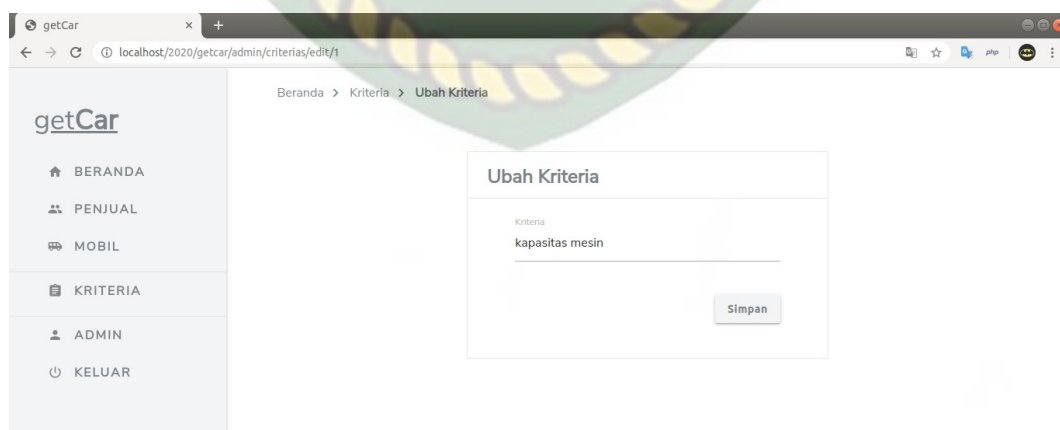 getCar
localhost/2020/getcar/admin/criterias/edit/1
php
Beranda > Kriteria > Ubah Kriteria
getCar
BERANDA
PENJUAL
MOBIL
KRITERIA
ADMIN
KELUAR
Ubah Kriteria
Kriteria
kapasitas mesin
Simpan